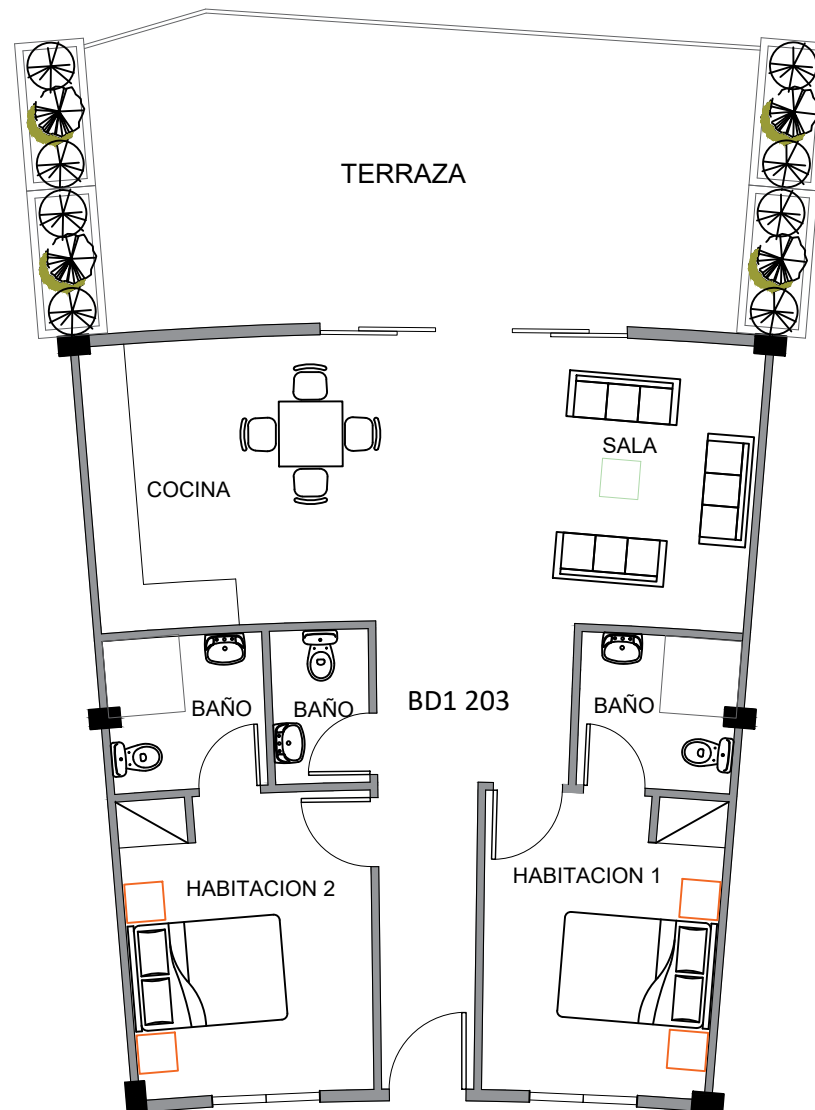 TERRAZA
SALA
COCINA
BAÑO
BAÑO
BD1 203
BAÑO
HABITACION 2
HABITACION 1